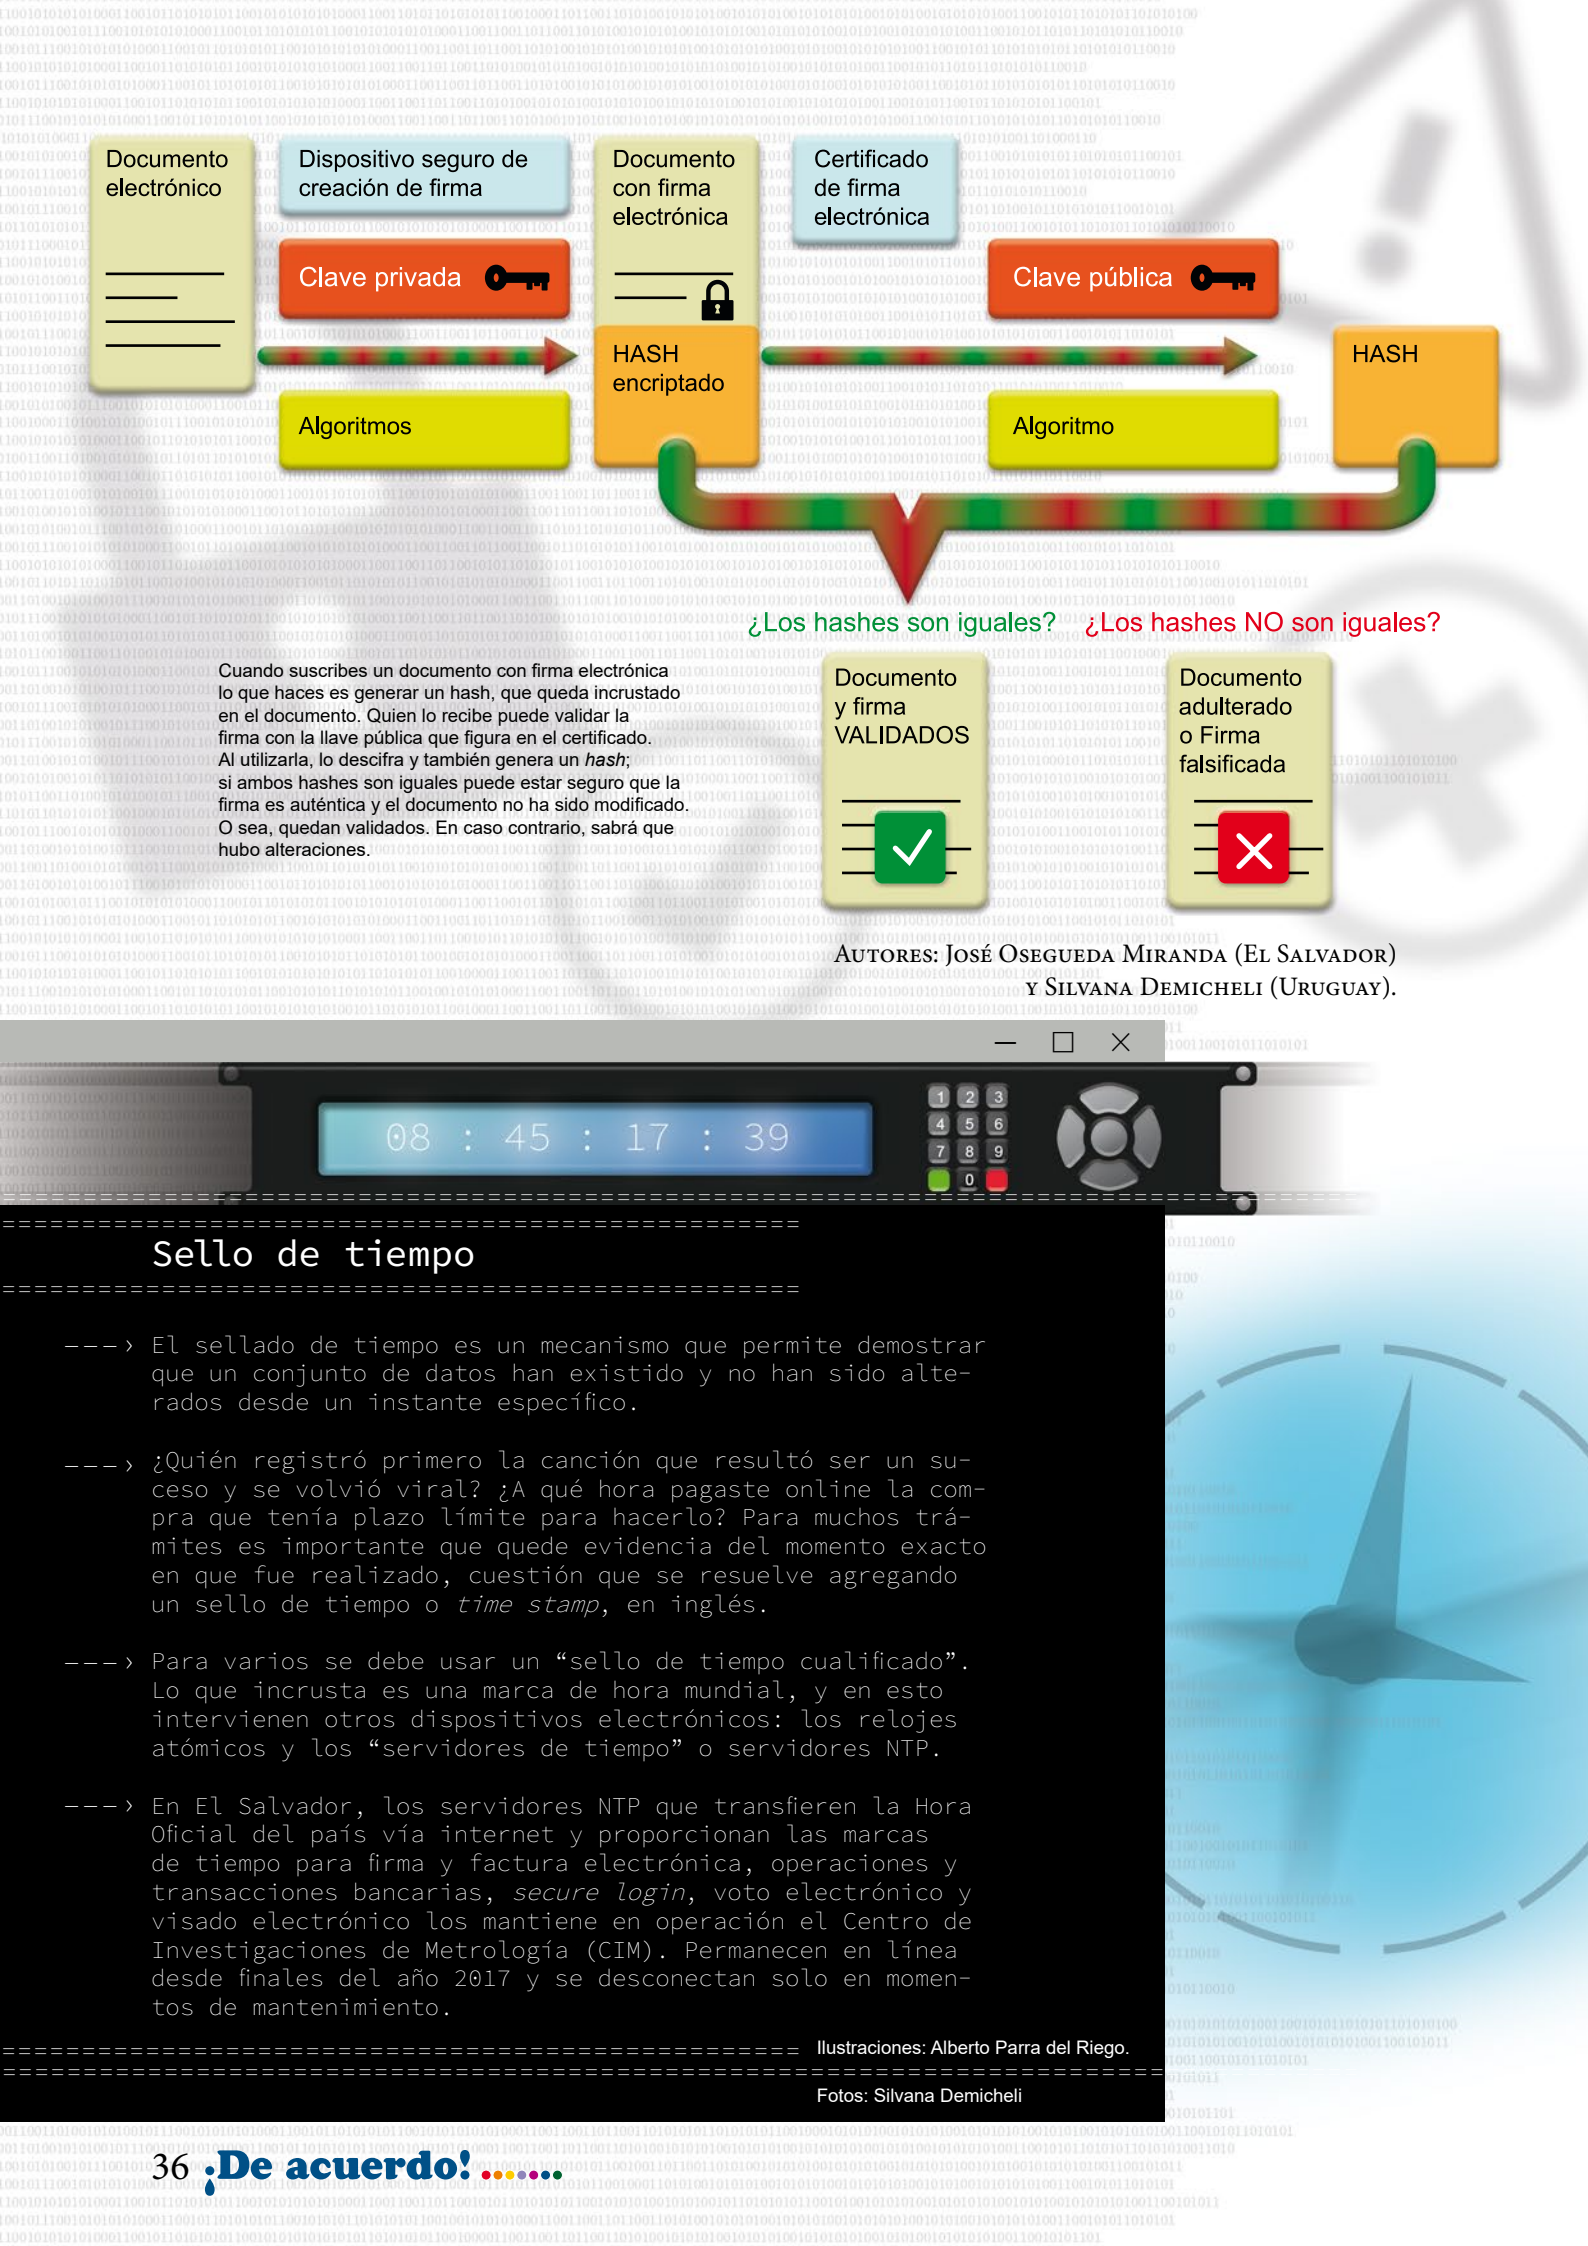 Documento
electrónico
Dispositivo seguro de
creación de firma
Clave privada
Algoritmos
Documento
con firma
electrónica
HASH
encriptado
Certificado
de firma
electrónica
Clave pública
Algoritmo
HASH
¿Los hashes son iguales?
¿Los hashes NO son iguales?
Documento
y firma
VALIDADOS
Documento
adulterado
o Firma
falsificada
Cuando suscribes un documento con firma electrónica
lo que haces es generar un hash, que queda incrustado
en el documento. Quien lo recibe puede validar la
firma con la llave pública que figura en el certificado.
Al utilizarla, lo descifra y también genera un hash;
si ambos hashes son iguales puede estar seguro que la
firma es auténtica y el documento no ha sido modificado.
O sea, quedan validados. En caso contrario, sabrá que
hubo alteraciones.
Autores: José Osegueda Miranda (El Salvador)
y Silvana Demicheli (Uruguay).
08 : 45 : 17 : 39
1 2 3
4 5 6
7 8 9
0
Sello de tiempo
---› El sellado de tiempo es un mecanismo que permite demostrar
que un conjunto de datos han existido y no han sido alte-
rados desde un instante específico.
---› ¿Quién registró primero la canción que resultó ser un su-
ceso y se volvió viral? ¿A qué hora pagaste online la com-
pra que tenía plazo límite para hacerlo? Para muchos trá-
mites es importante que quede evidencia del momento exacto
en que fue realizado, cuestión que se resuelve agregando
un sello de tiempo o time stamp, en inglés.
---› Para varios se debe usar un “sello de tiempo cualificado”.
Lo que incrusta es una marca de hora mundial, y en esto
intervienen otros dispositivos electrónicos: los relojes
atómicos y los “servidores de tiempo” o servidores NTP.
---› En El Salvador, los servidores NTP que transfieren la Hora
Oficial del país vía internet y proporcionan las marcas
de tiempo para firma y factura electrónica, operaciones y
transacciones bancarias, secure login, voto electrónico y
visado electrónico los mantiene en operación el Centro de
Investigaciones de Metrología (CIM). Permanecen en línea
desde finales del año 2017 y se desconectan solo en momen-
tos de mantenimiento.
Ilustraciones: Alberto Parra del Riego.
Fotos: Silvana Demicheli
36 ¡De acuerdo!